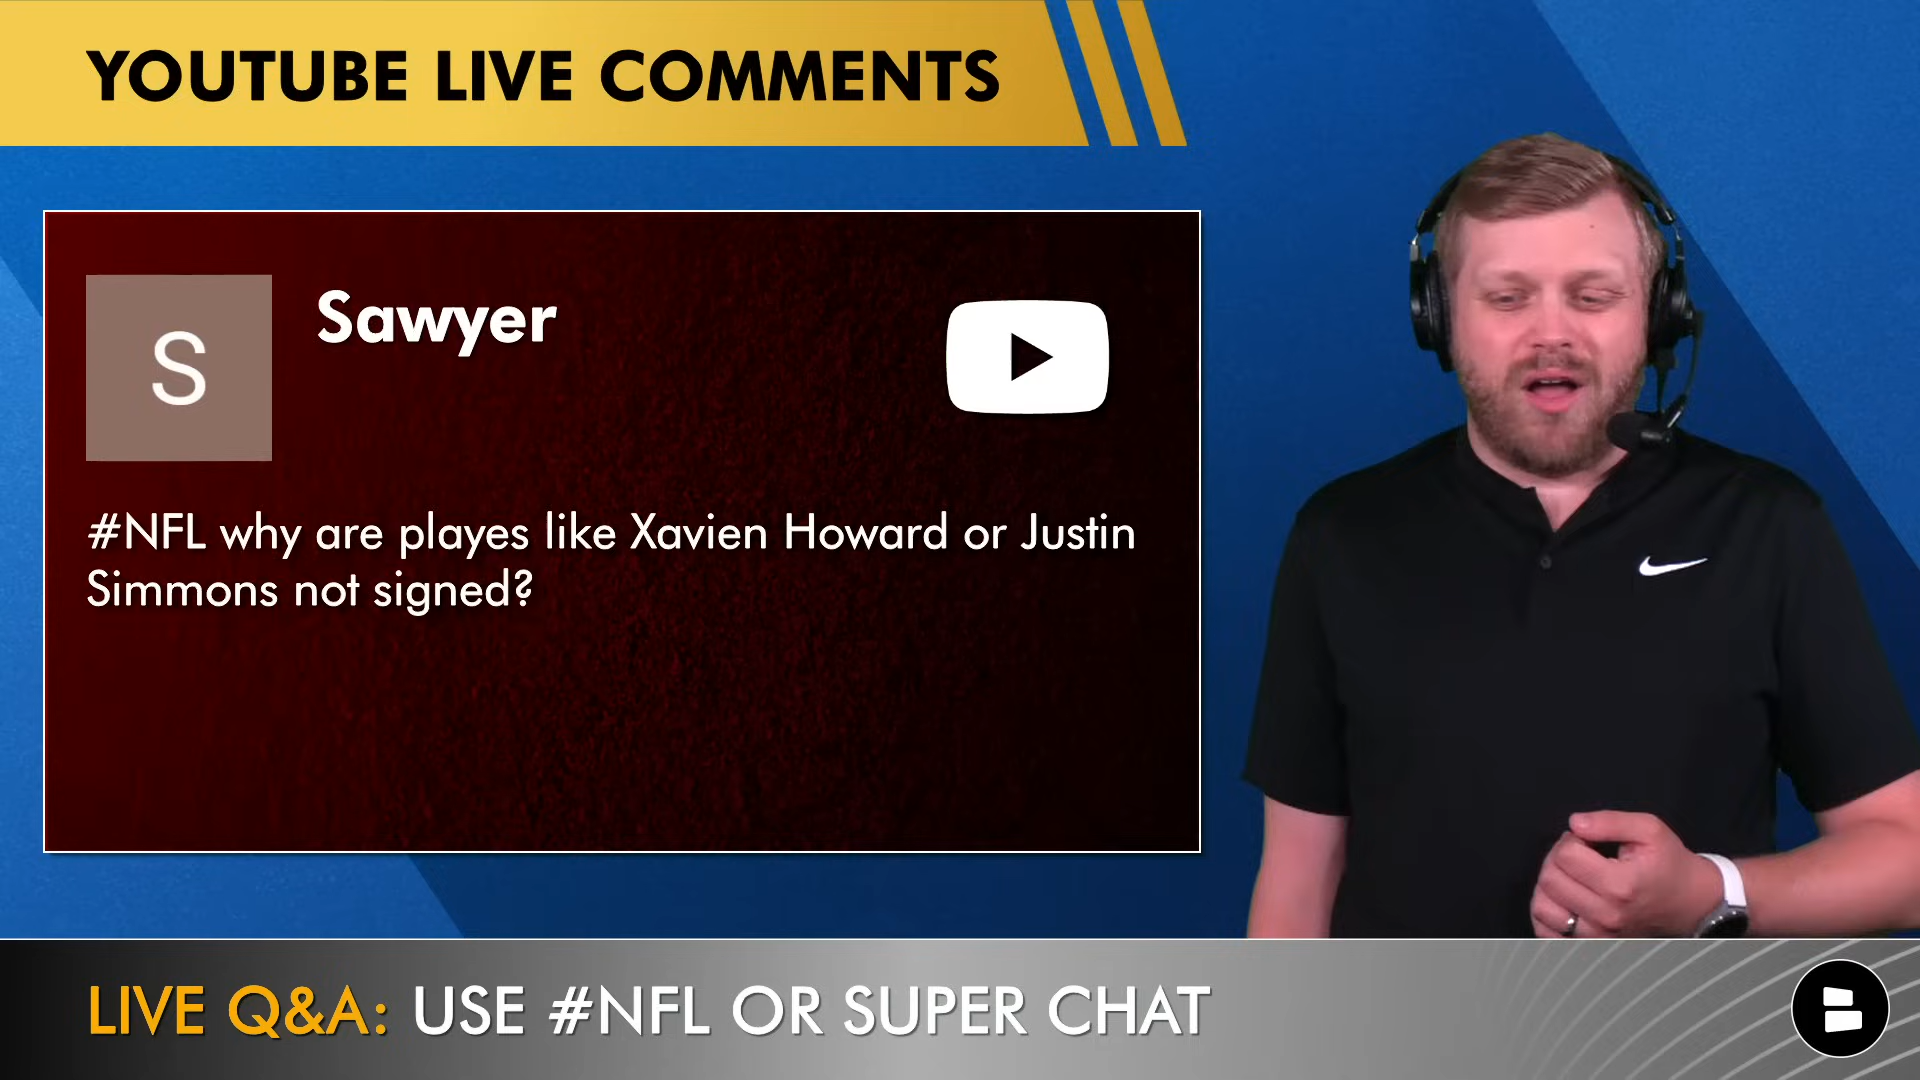 YOUTUBE LIVE COMMENTS
S
Sawyer
#NFL why are playes like Xavien Howard or Justin
Simmons not signed?
LIVE Q&A: USE #NFL OR SUPER CHAT